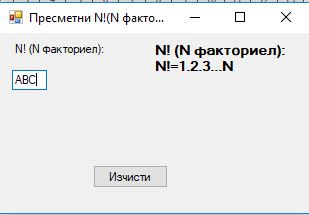 Пресметни N!(N факто...
N! (N факториел):
N! (N факториел):
N!=1.2.3...N
ABC
Изчисти